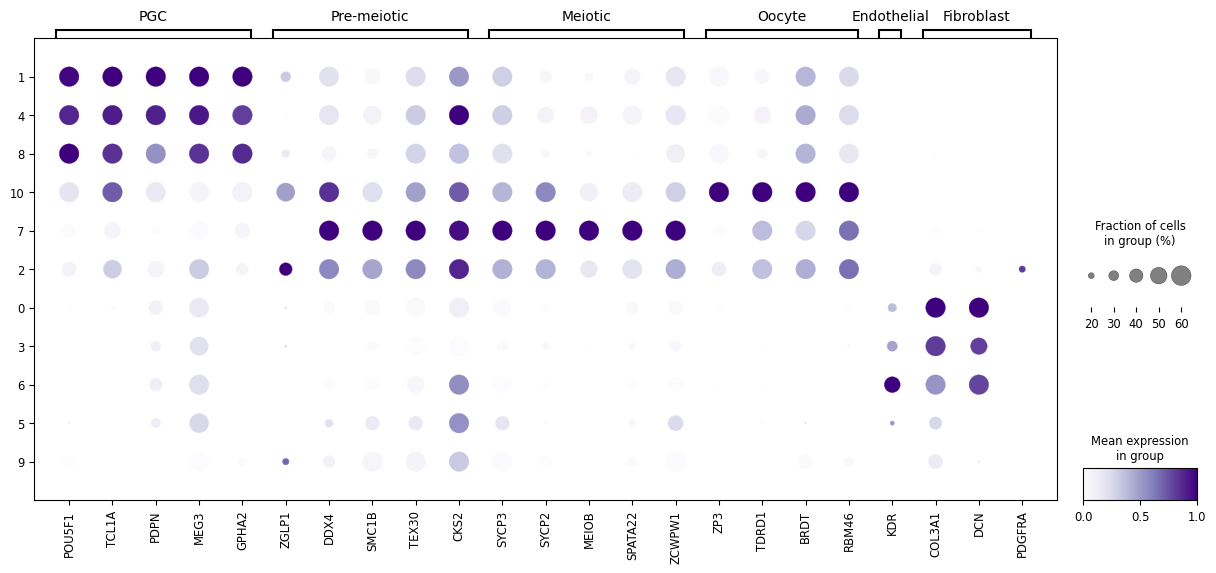 PGC Pre-meiotic Meiotic Oocyte Endothelial Fibroblast
1
4
8
10
7
2
0
3
6
5
9
POU5F1 TCL1A PDPN MEG3 GPHA2 ZGLP1 DDX4 SMC1B TEX30 CKS2 SYCP3 SYCP2 MEIOB SPATA22 ZCWPW1 ZP3 TDRD1 BRDT RBM46 KDR COL3A1 DCN PDGFRA
Fraction of cells
in group (%)
20 30 40 50 60
Mean expression
in group
0.0 0.5 1.0